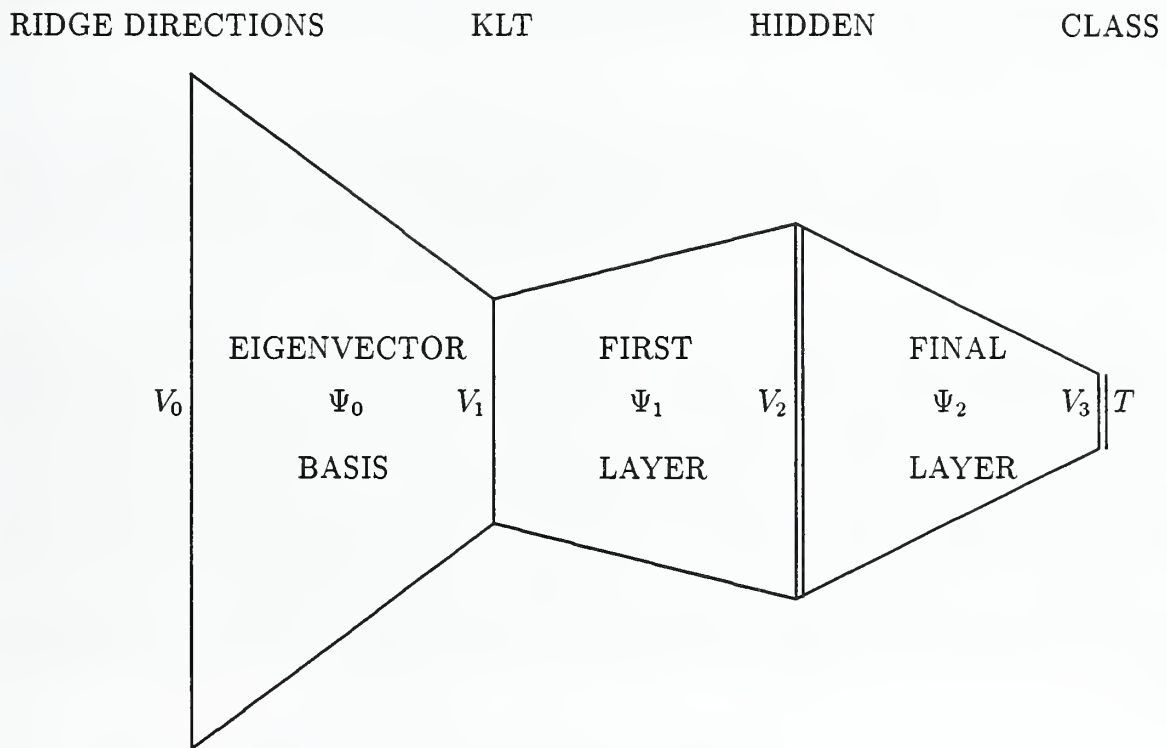 RIDGE DIRECTIONS KLT HIDDEN CLASS
EIGENVECTOR FIRST FINAL
V₀ Ψ₀ V₁ Ψ₁ V₂ Ψ₂ V₃ T
BASIS LAYER LAYER